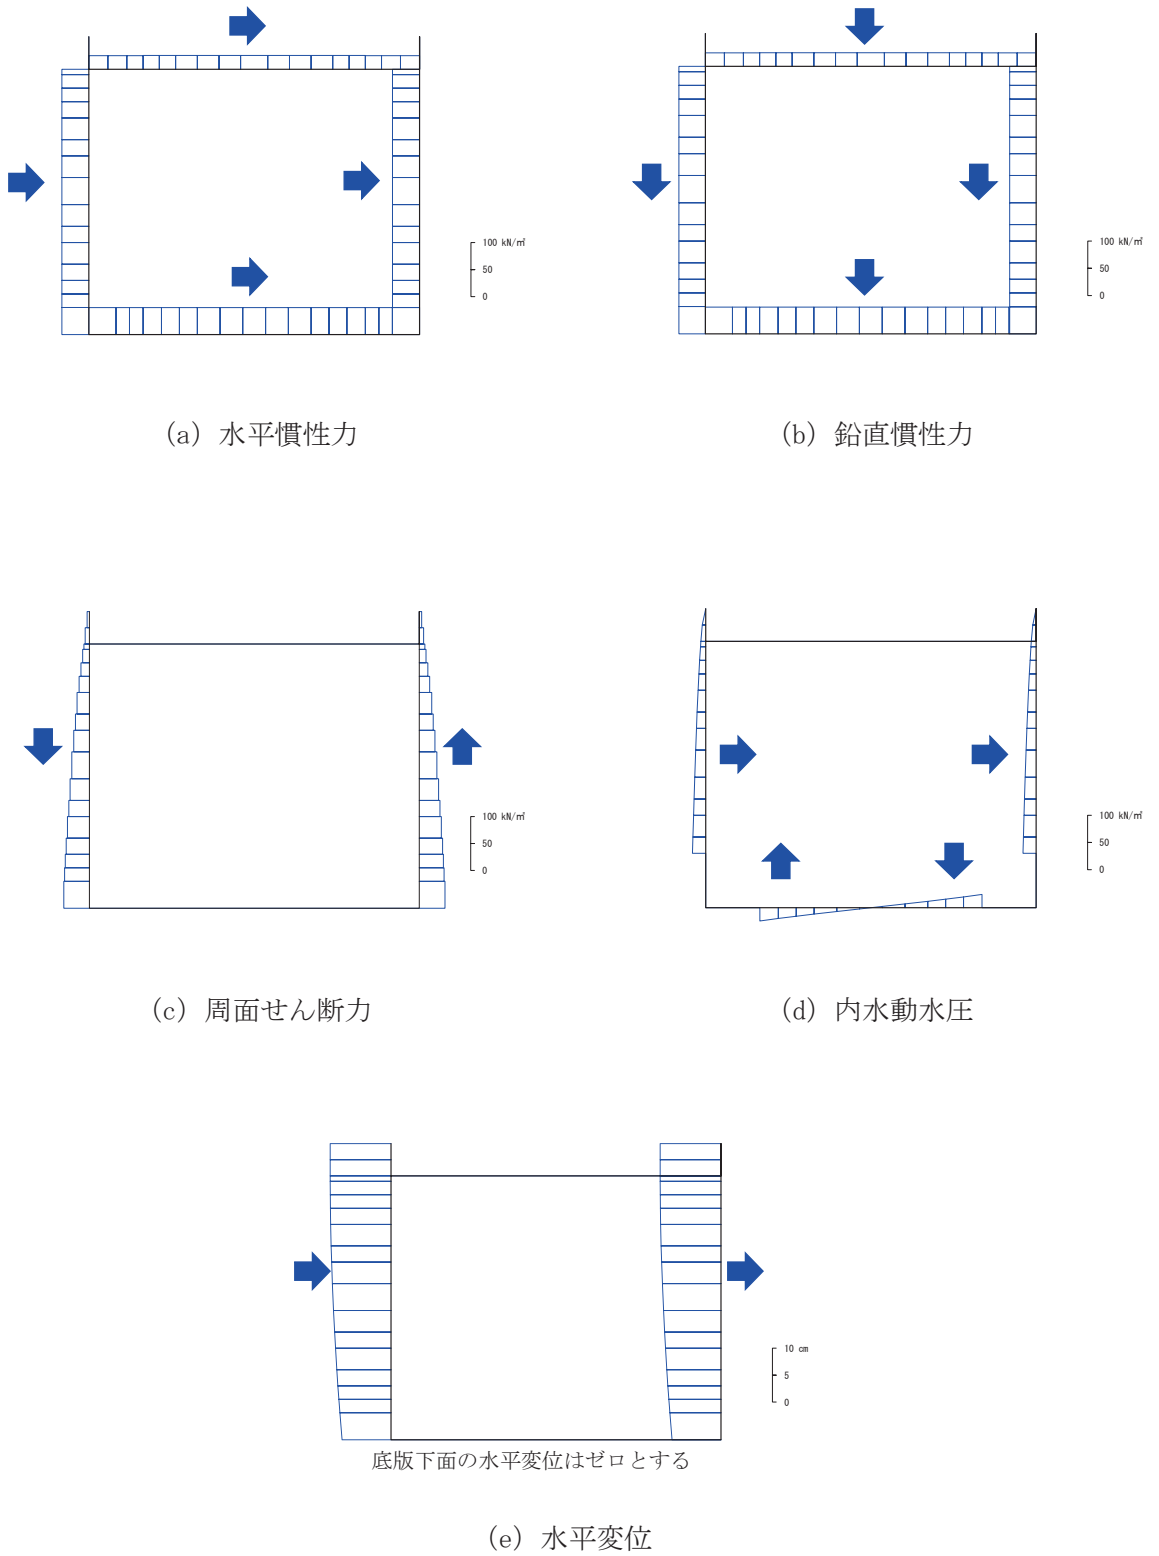 100 kN/㎡
50
0
100 kN/㎡
50
0
(a) 水平慣性力
(b) 鉛直慣性力
100 kN/㎡
50
0
100 kN/㎡
50
0
(c) 周面せん断力
(d) 内水動水圧
10 cm
5
0
底版下面の水平変位はゼロとする
(e) 水平変位